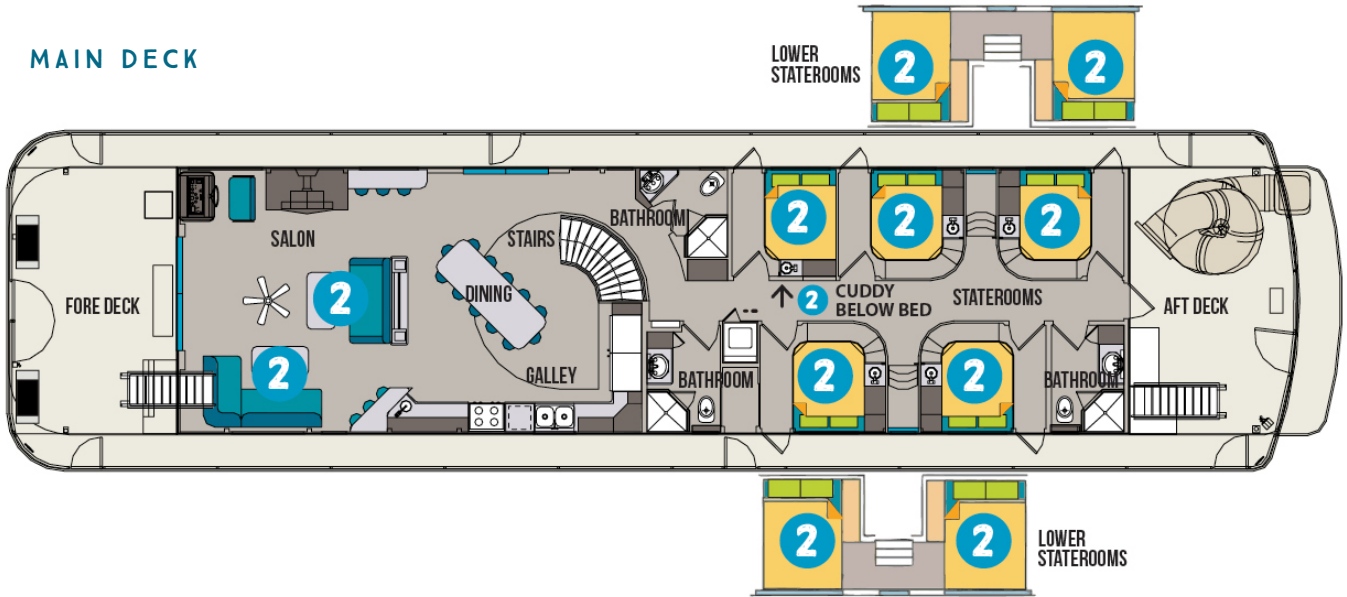 MAIN DECK
LOWER
STATEROOMS
2
2
2
2
2
BATHROOM
SALON
STAIRS
2
DINING
FORE DECK
2
CUDDY
BELOW BED
STATEROOMS
AFT DECK
2
GALLEY
BATHROOM
2
2
BATHROOM
2
2
LOWER
STATEROOMS